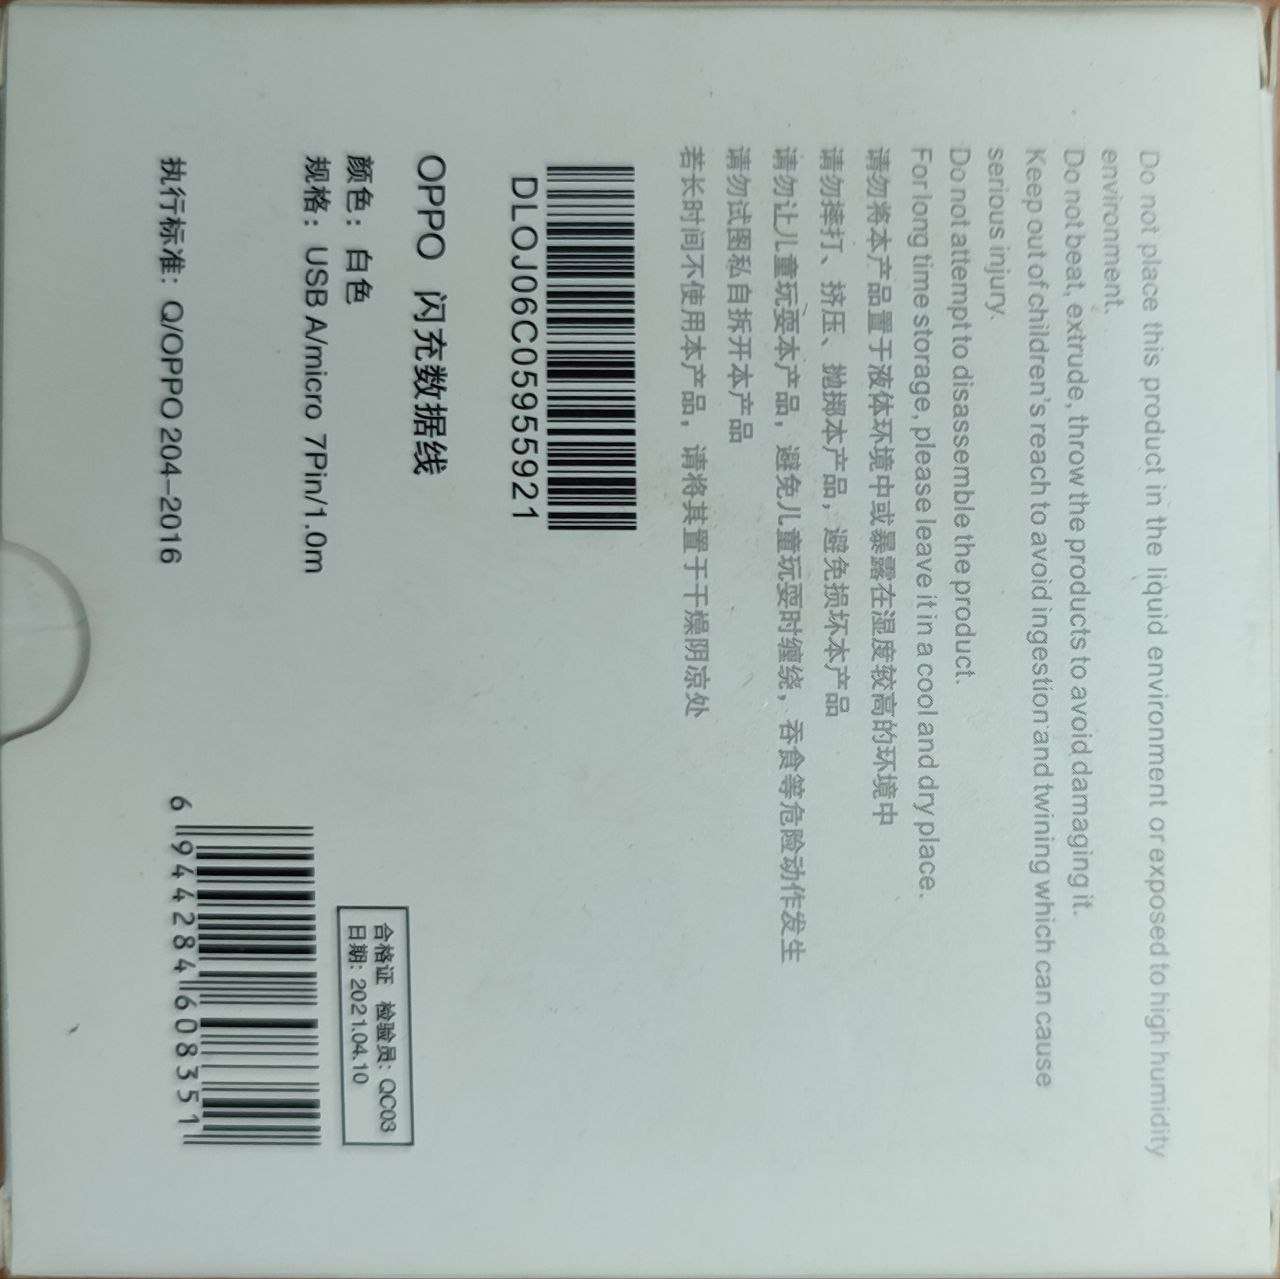 Do not place this product in the liquid environment or exposed to high humidity
environment.
Do not beat, extrude, throw the products to avoid damaging it.
Keep out of children's reach to avoid ingestion and twining which can cause
serious injury.
Do not attempt to disassemble the product.
For long time storage, please leave it in a cool and dry place.
请勿将本产品置于液体环境中或暴露在湿度较高的环境中
请勿摔打、挤压、抛掷本产品，避免损坏本产品
请勿让儿童玩耍本产品，避免儿童玩耍时缠绕，吞食等危险动作发生
请勿试图私自拆开本产品
若长时间不使用本产品，请将其置于干燥阴凉处
DLOJ06C05955921
OPPO 闪充数据线
颜色：白色
规格：USB A/micro 7Pin/1.0m
执行标准：Q/OPPO 204-2016
合格证 检验员: QC03
日期: 2021.04.10
6 944284 608351